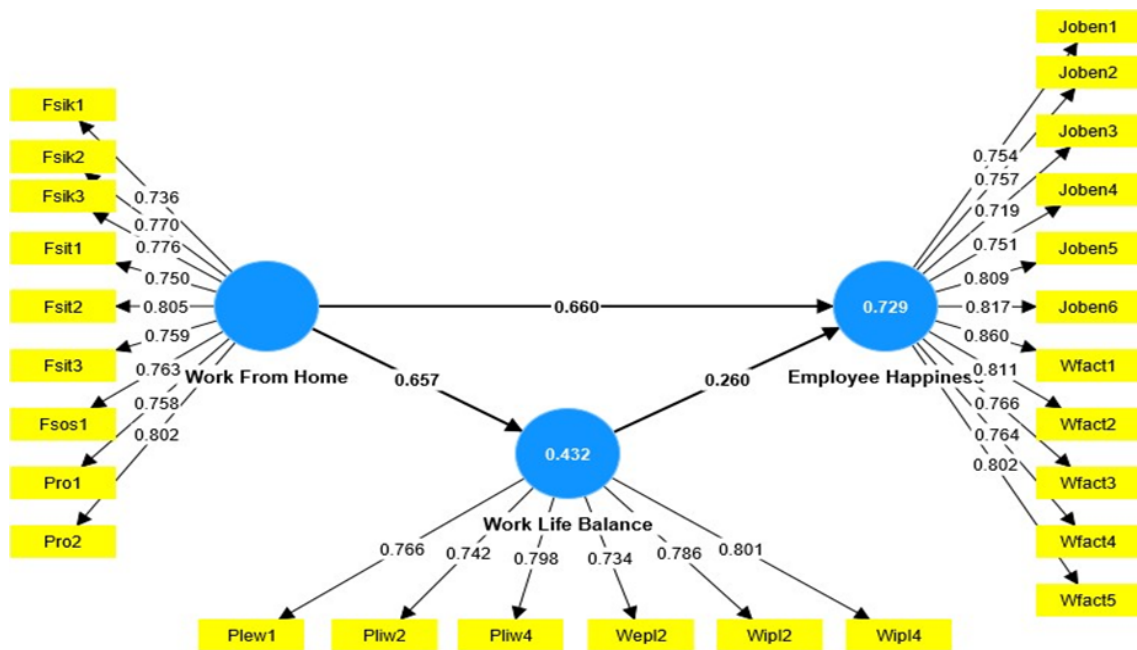 Joben1
Joben2
Joben3
Joben4
Joben5
Joben6
Wfact1
Wfact2
Wfact3
Wfact4
Wfact5
0.754
0.757
0.719
0.751
0.809
0.817
0.860
0.811
0.766
0.764
0.802
Fsik1
Fsik2
Fsik3
Fsit1
Fsit2
Fsit3
Fsos1
Pro1
Pro2
0.736
0.770
0.776
0.750
0.805
0.759
0.763
0.758
0.802
Work From Home
0.660
0.657
0.260
0.729
Employee Happiness
0.432
Work Life Balance
0.766
0.742
0.798
0.734
0.786
0.801
Plew1
Pliw2
Pliw4
Wepl2
Wipl2
Wipl4